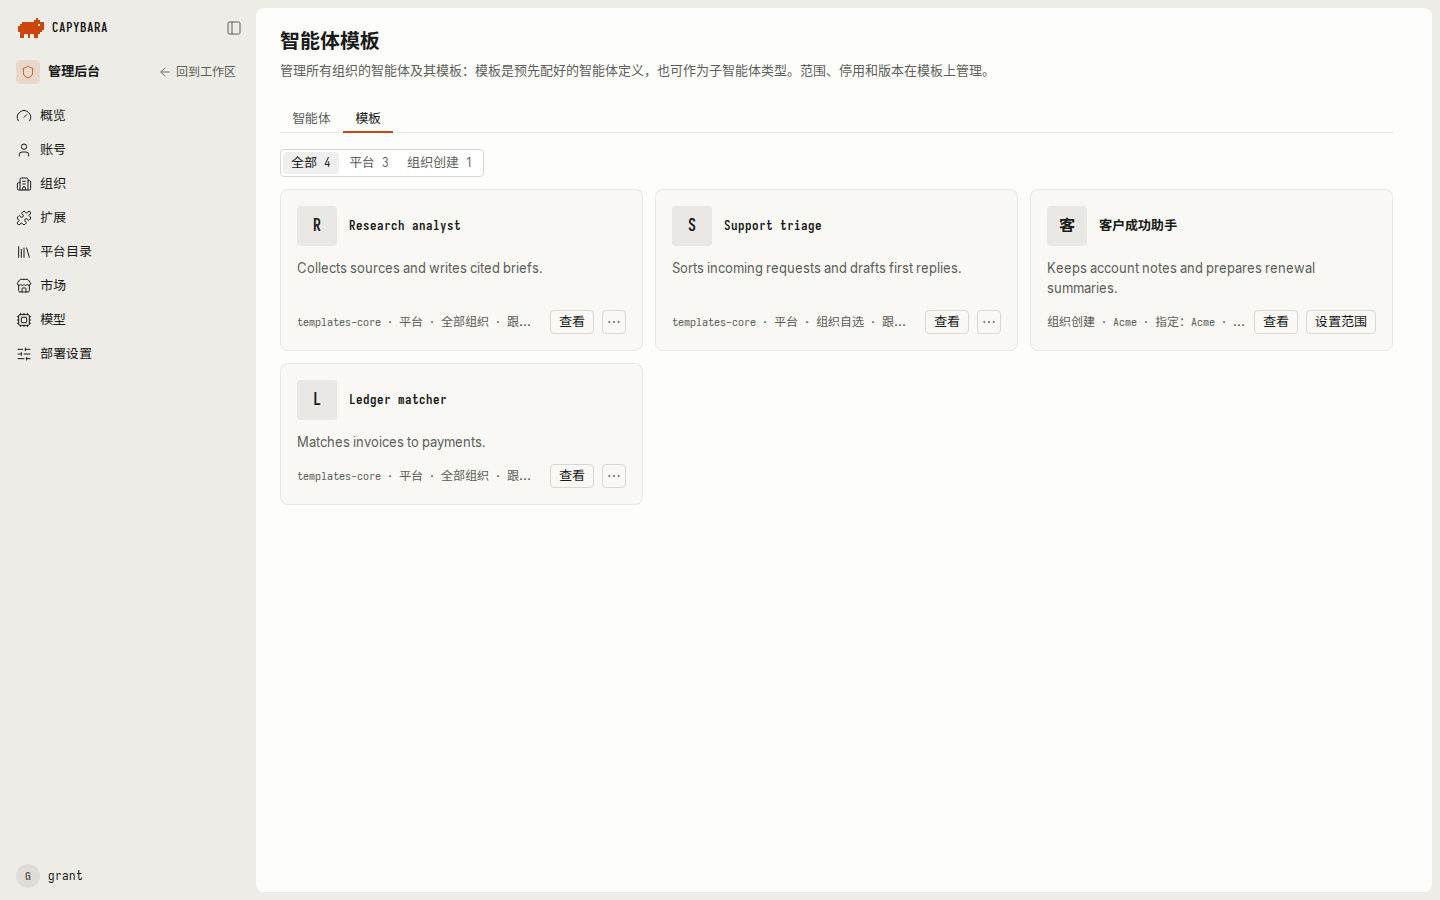 CAPYBARA
管理后台
回到工作区
概览
账号
组织
扩展
平台目录
市场
模型
部署设置
G grant
智能体模板
管理所有组织的智能体及其模板：模板是预先配好的智能体定义，也可作为子智能体类型。范围、停用和版本在模板上管理。
智能体 模板
全部 4 平台 3 组织创建 1
R Research analyst
Collects sources and writes cited briefs.
templates-core · 平台 · 全部组织 · 跟... 查看 ···
S Support triage
Sorts incoming requests and drafts first replies.
templates-core · 平台 · 组织自选 · 跟... 查看 ···
客 客户成功助手
Keeps account notes and prepares renewal
summaries.
组织创建 · Acme · 指定：Acme · ... 查看 设置范围
L Ledger matcher
Matches invoices to payments.
templates-core · 平台 · 全部组织 · 跟... 查看 ···